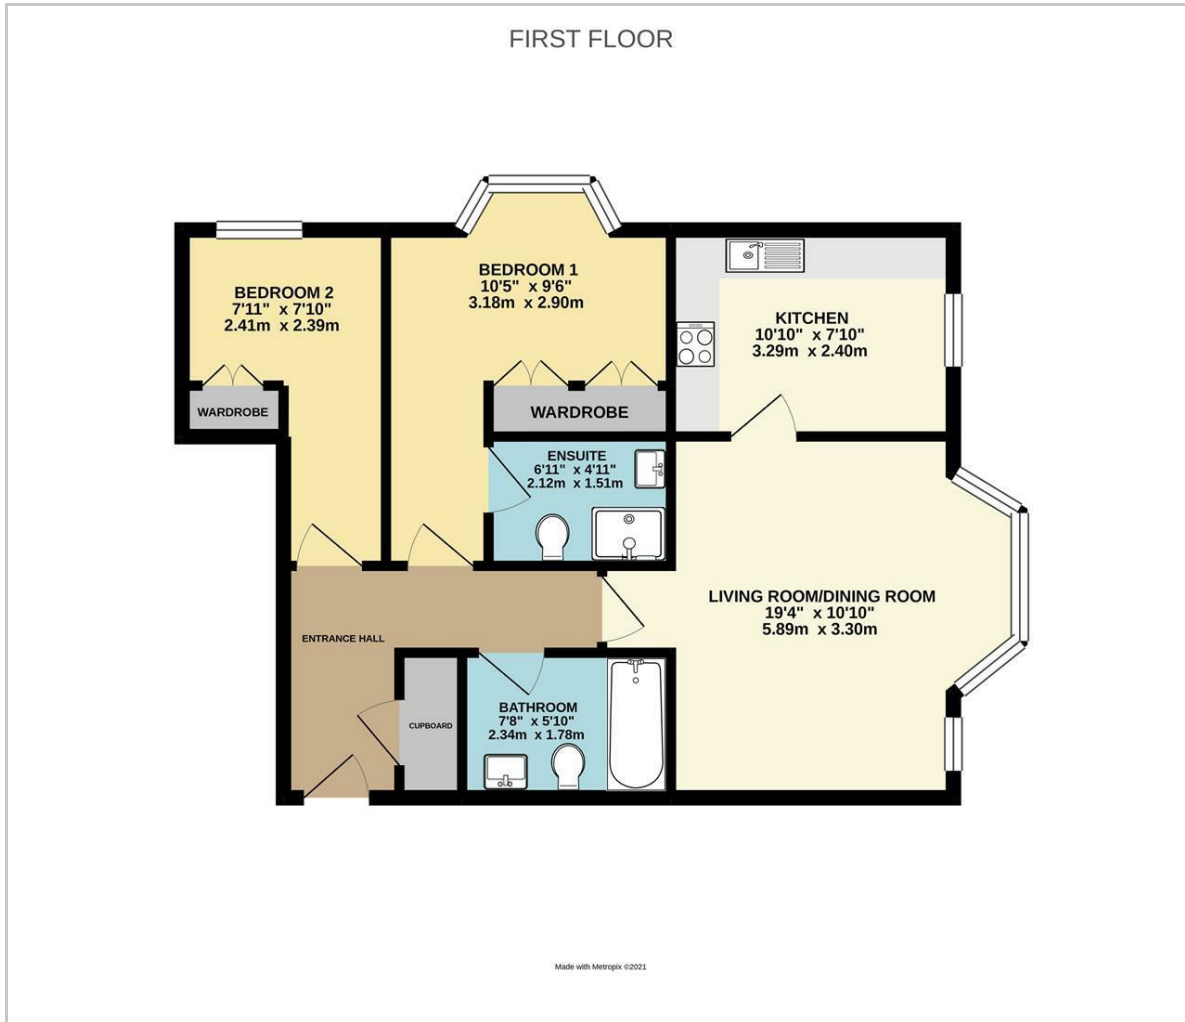 FIRST FLOOR
BEDROOM 2
7'11" x 7'10"
2.41m x 2.39m
WARDROBE
BEDROOM 1
10'5" x 9'6"
3.18m x 2.90m
WARDROBE
KITCHEN
10'10" x 7'10"
3.29m x 2.40m
ENSUITE
6'11" x 4'11"
2.12m x 1.51m
LIVING ROOM/DINING ROOM
19'4" x 10'10"
5.89m x 3.30m
ENTRANCE HALL
CUPBOARD
BATHROOM
7'8" x 5'10"
2.34m x 1.78m
Made with Metropix ©2021